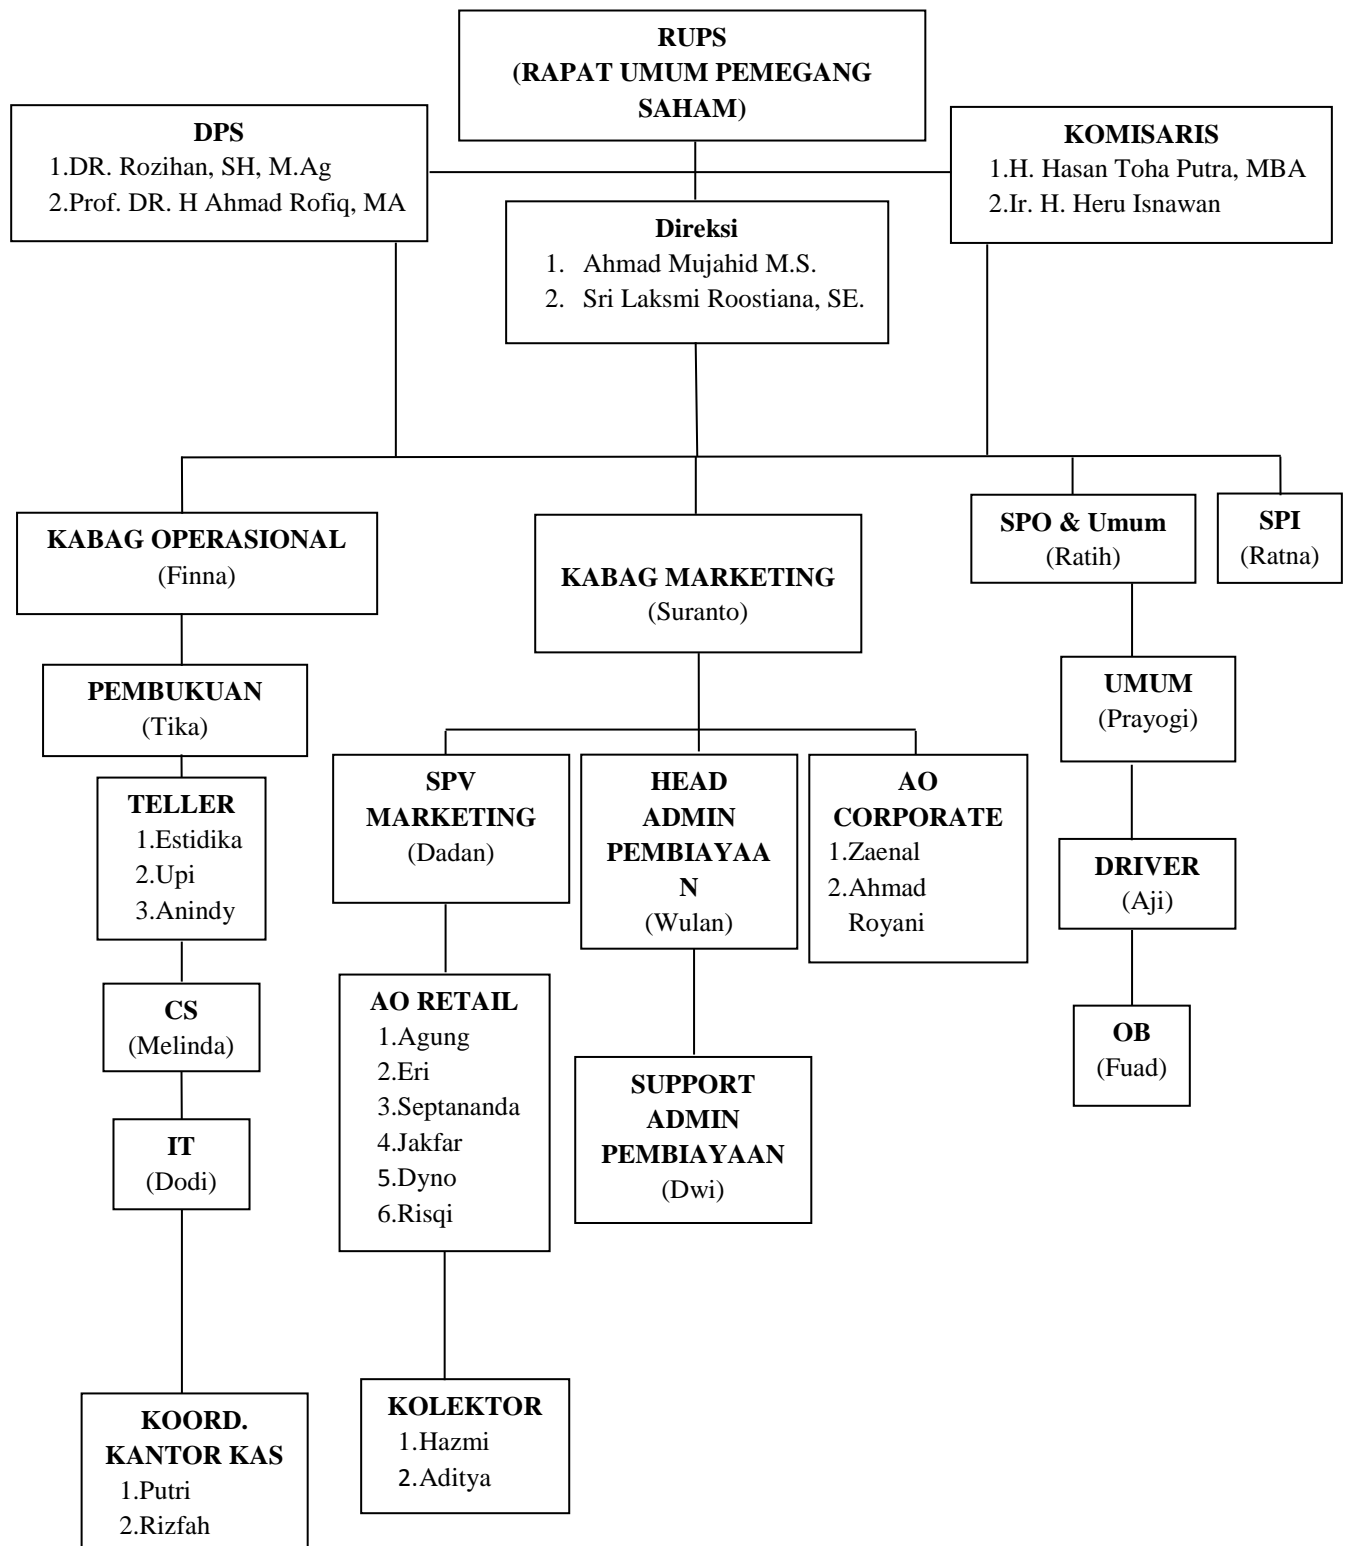 RUPS
(RAPAT UMUM PEMEGANG
SAHAM)
DPS
1.DR. Rozihan, SH, M.Ag
2.Prof. DR. H Ahmad Rofiq, MA
KOMISARIS
1.H. Hasan Toha Putra, MBA
2.Ir. H. Heru Isnawan
Direksi
1. Ahmad Mujahid M.S.
2. Sri Laksmi Roostiana, SE.
KABAG OPERASIONAL
(Finna)
KABAG MARKETING
(Suranto)
SPO & Umum
(Ratih)
SPI
(Ratna)
PEMBUKUAN
(Tika)
UMUM
(Prayogi)
TELLER
1.Estidika
2.Upi
3.Anindy
SPV
MARKETING
(Dadan)
HEAD
ADMIN
PEMBIAYAA
N
(Wulan)
AO
CORPORATE
1.Zaenal
2.Ahmad
Royani
DRIVER
(Aji)
CS
(Melinda)
AO RETAIL
1.Agung
2.Eri
3.Septananda
4.Jakfar
5.Dyno
6.Risqi
SUPPORT
ADMIN
PEMBIAYAAN
(Dwi)
OB
(Fuad)
IT
(Dodi)
KOORD.
KANTOR KAS
1.Putri
2.Rizfah
KOLEKTOR
1.Hazmi
2.Aditya